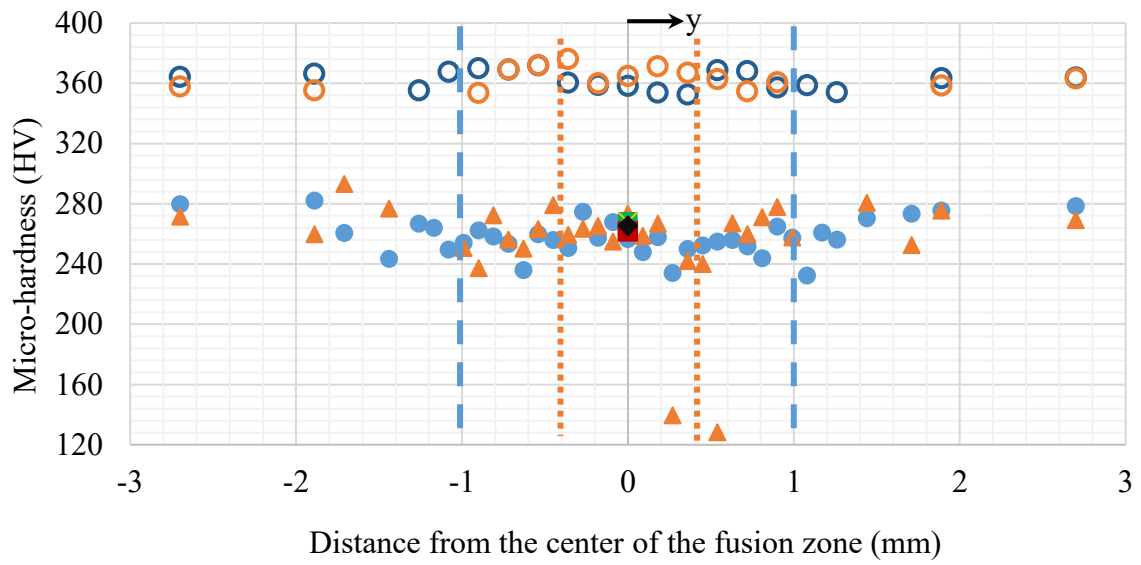 y
400
360
320
280
240
200
160
120
Micro-hardness (HV)
-3 -2 -1 0 1 2 3
Distance from the center of the fusion zone (mm)